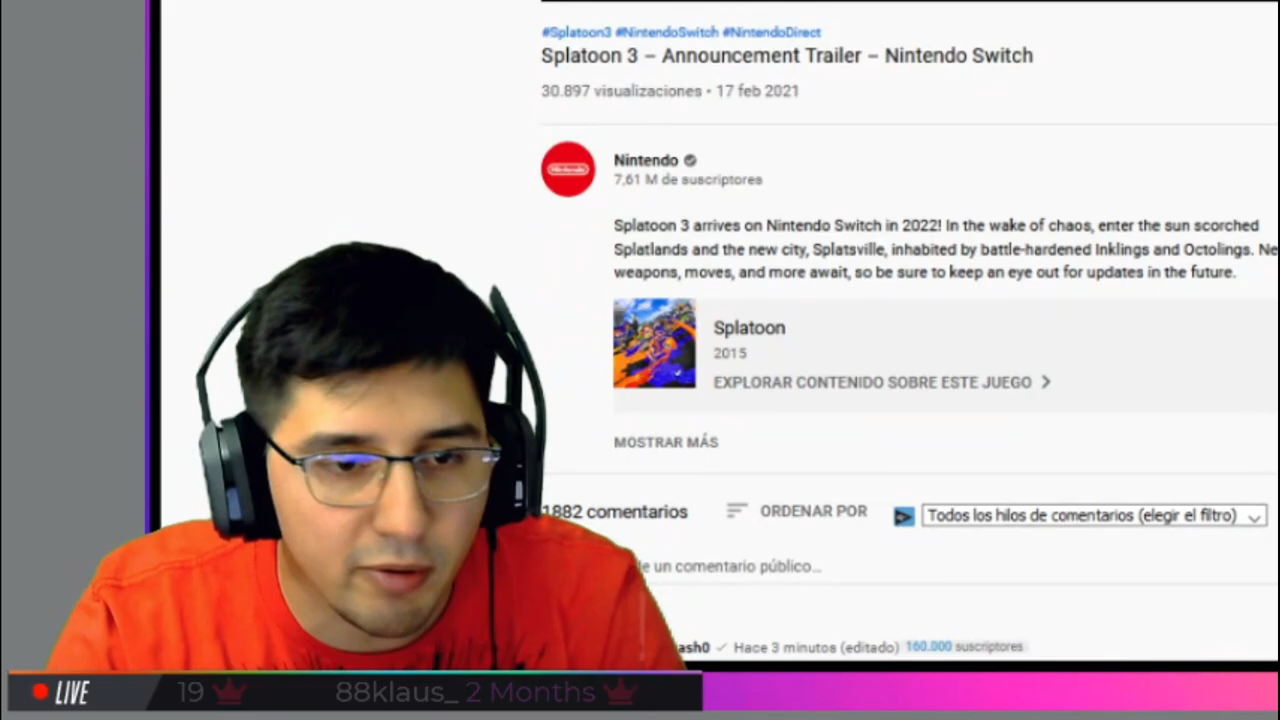 #Splatoon3 #NintendoSwitch #NintendoDirect
Splatoon 3 – Announcement Trailer – Nintendo Switch
30.897 visualizaciones • 17 feb 2021
Nintendo
Nintendo
7,61 M de suscriptores
Splatoon 3 arrives on Nintendo Switch in 2022! In the wake of chaos, enter the sun scorched
Splatlands and the new city, Splatsville, inhabited by battle-hardened Inklings and Octolings. Ne
weapons, moves, and more await, so be sure to keep an eye out for updates in the future.
Splatoon
2015
EXPLORAR CONTENIDO SOBRE ESTE JUEGO
MOSTRAR MÁS
1882 comentarios ORDENAR POR Todos los hilos de comentarios (elegir el filtro)
e un comentario público...
ash0 Hace 3 minutos (editado) 160.000 suscriptores
LIVE 19 88klaus_ 2 Months